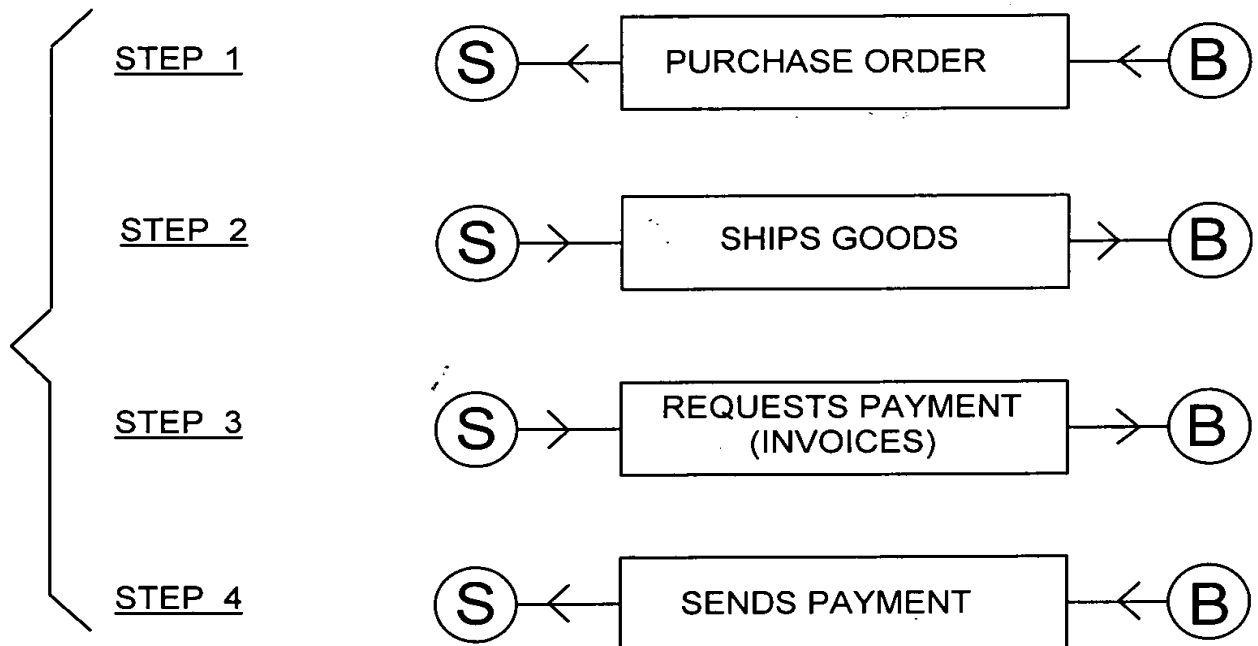 STEP 1 S PURCHASE ORDER B
STEP 2 S SHIPS GOODS B
STEP 3 S REQUESTS PAYMENT B
(INVOICES)
STEP 4 S SENDS PAYMENT B